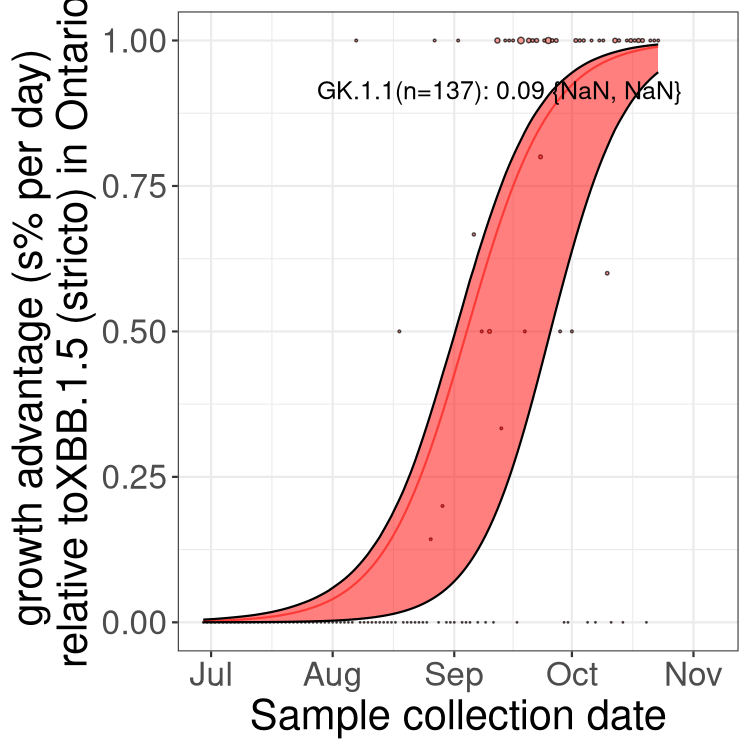 growth advantage (s% per day)
relative toXBB.1.5 (stricto) in Ontario
1.00
0.75
0.50
0.25
0.00
GK.1.1(n=137): 0.09 {NaN, NaN}
Jul Aug Sep Oct Nov
Sample collection date